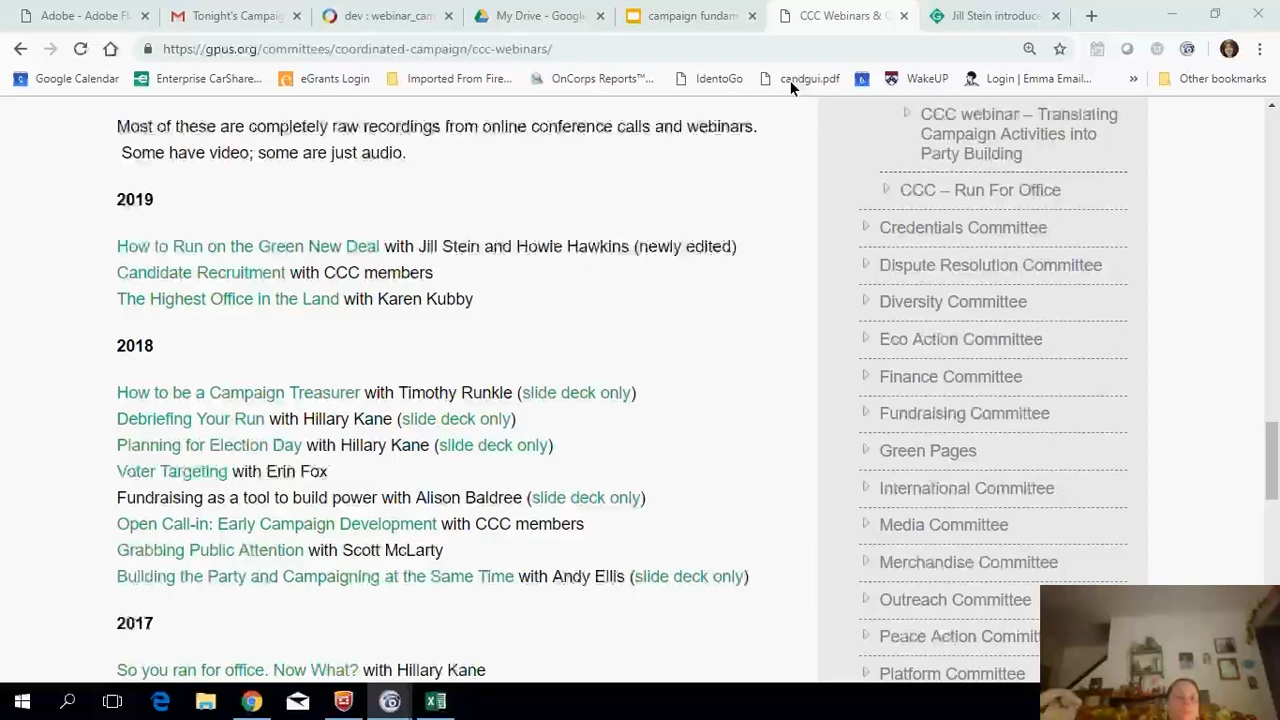 Adobe - Adobe Fl
Tonight's Campai
dev : webinar_cam
My Drive - Google
campaign fundam
CCC Webinars & C
Jill Stein introduce
https://gpus.org/committees/coordinated-campaign/ccc-webinars/
Google Calendar
Enterprise CarShare...
eGrants Login
Imported From Fire...
OnCorps Reports™...
IdentoGo
candgui.pdf
WakeUP
Login | Emma Email...
Other bookmarks
Most of these are completely raw recordings from online conference calls and webinars.
Some have video; some are just audio.
2019
How to Run on the Green New Deal with Jill Stein and Howie Hawkins (newly edited)
Candidate Recruitment with CCC members
The Highest Office in the Land with Karen Kubby
2018
How to be a Campaign Treasurer with Timothy Runkle (slide deck only)
Debriefing Your Run with Hillary Kane (slide deck only)
Planning for Election Day with Hillary Kane (slide deck only)
Voter Targeting with Erin Fox
Fundraising as a tool to build power with Alison Baldree (slide deck only)
Open Call-in: Early Campaign Development with CCC members
Grabbing Public Attention with Scott McLarty
Building the Party and Campaigning at the Same Time with Andy Ellis (slide deck only)
2017
So you ran for office. Now What? with Hillary Kane
CCC webinar – Translating
Campaign Activities into
Party Building
CCC – Run For Office
Credentials Committee
Dispute Resolution Committee
Diversity Committee
Eco Action Committee
Finance Committee
Fundraising Committee
Green Pages
International Committee
Media Committee
Merchandise Committee
Outreach Committee
Peace Action Committ
Platform Committee